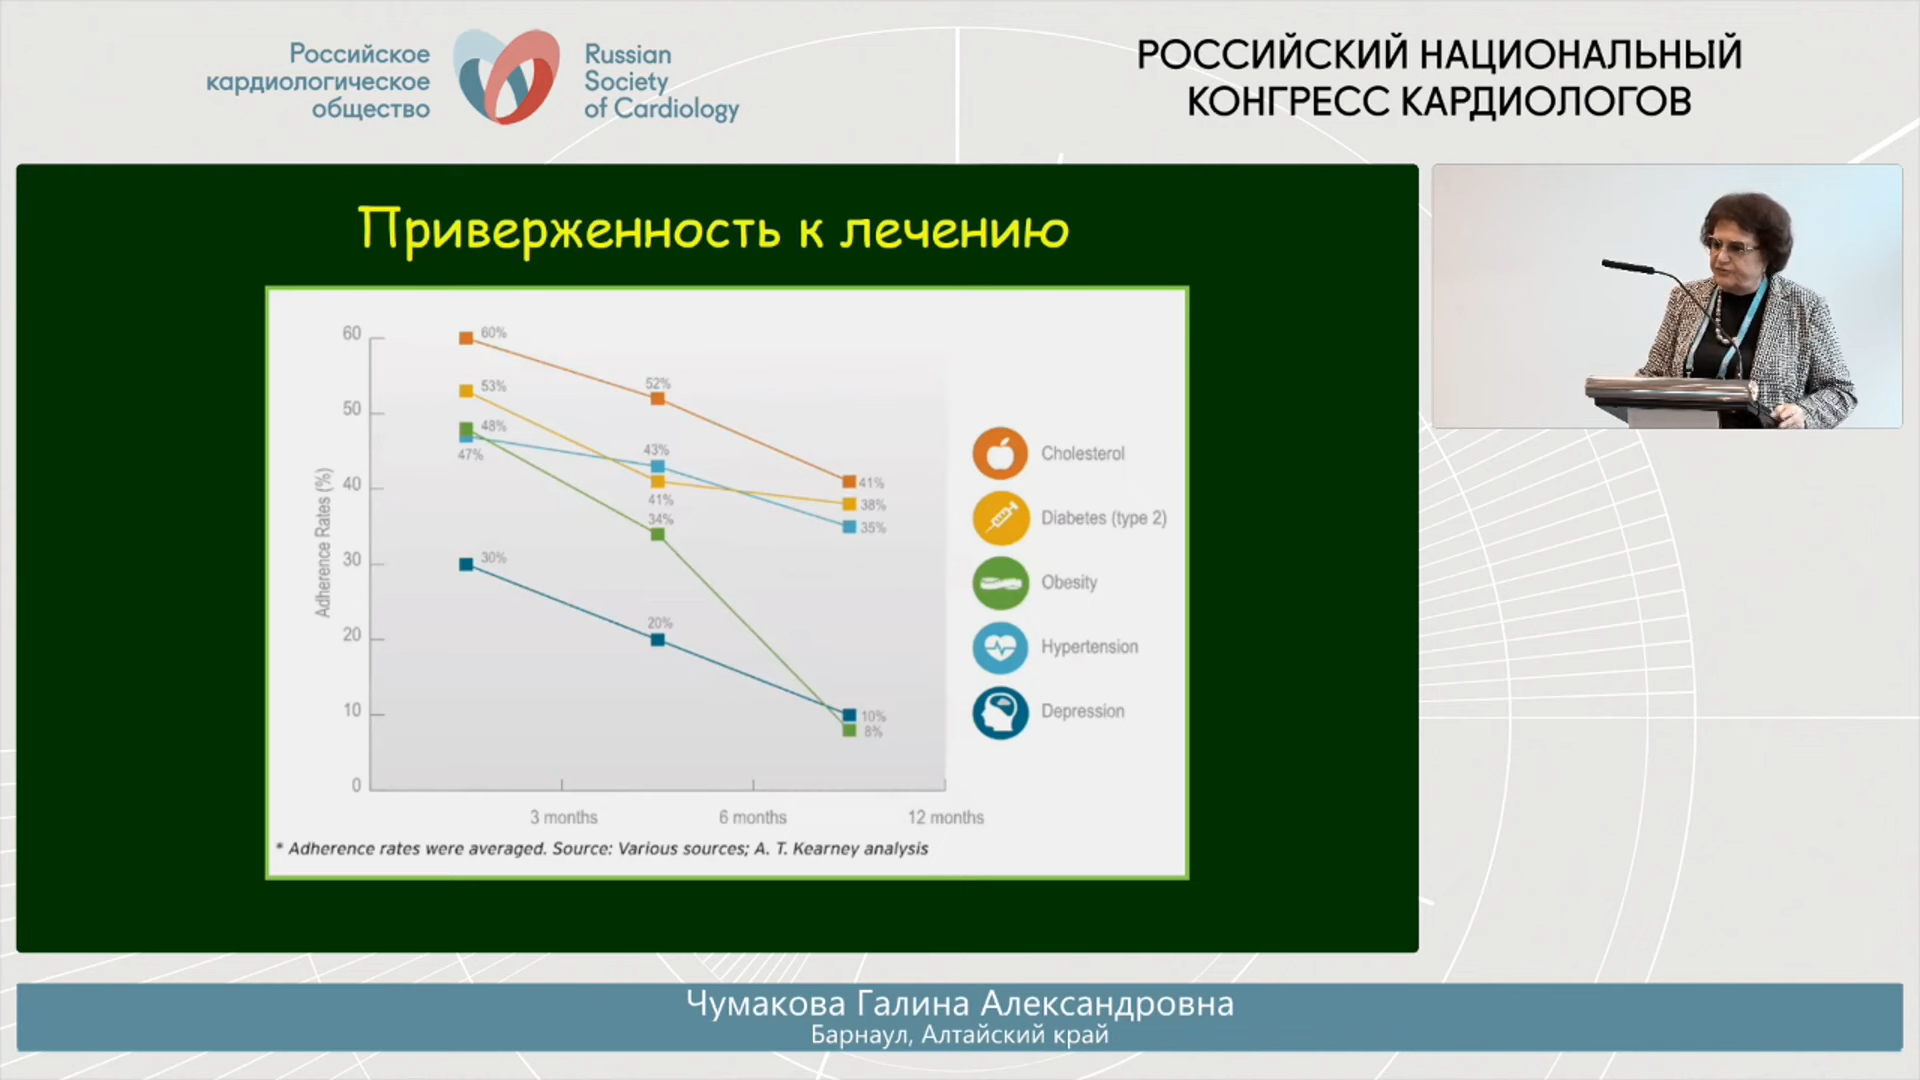 Российское
кардиологическое
общество
Russian
Society
of Cardiology
РОССИЙСКИЙ НАЦИОНАЛЬНЫЙ
КОНГРЕСС КАРДИОЛОГОВ
Приверженность к лечению
Adherence Rates (%)
60
50
40
30
20
10
0
60%
53%
48%
47%
30%
52%
43%
41%
34%
20%
41%
38%
35%
10%
8%
3 months
6 months
12 months
Cholesterol
Diabetes (type 2)
Obesity
Hypertension
Depression
* Adherence rates were averaged. Source: Various sources; A. T. Kearney analysis
Чумакова Галина Александровна
Барнаул, Алтайский край